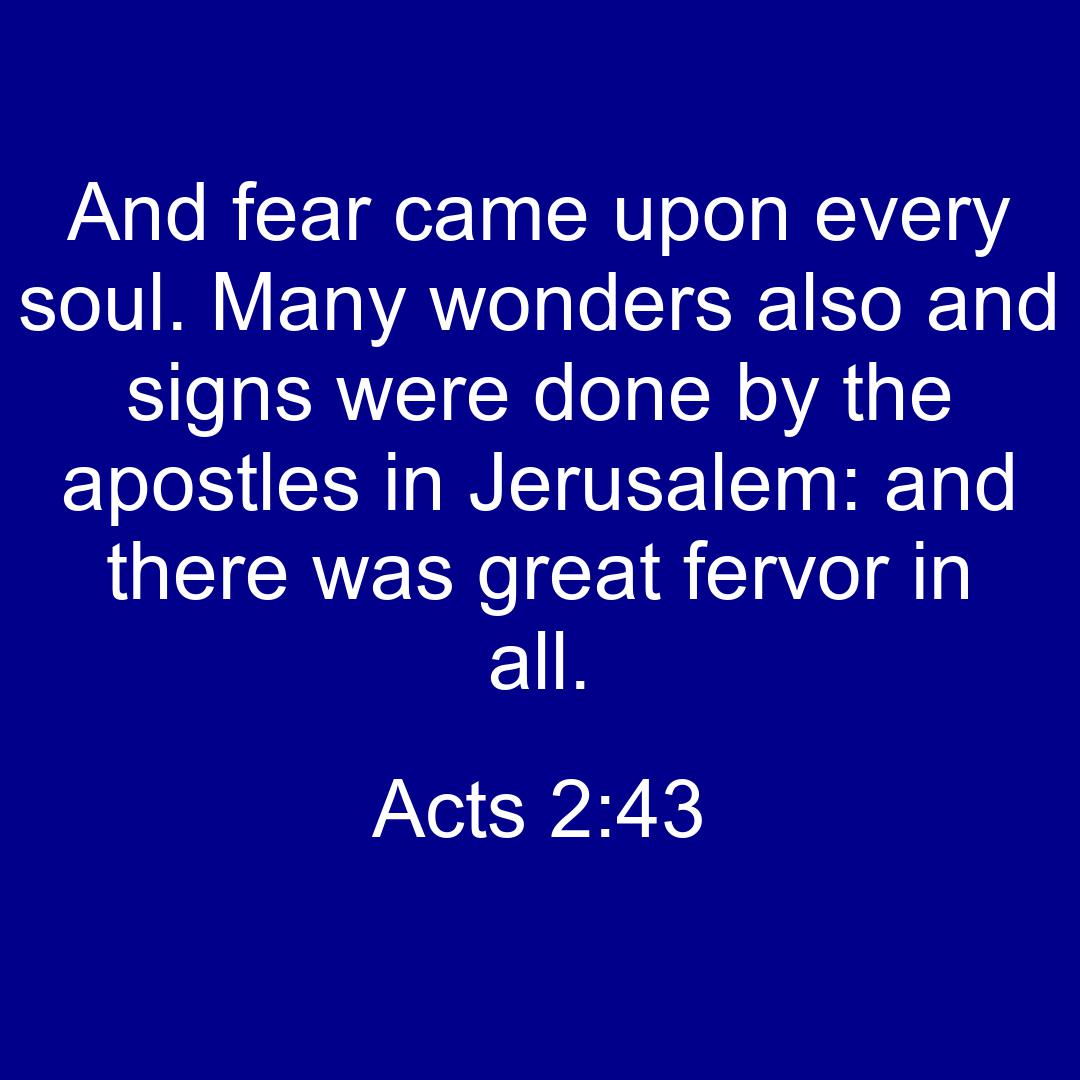 And fear came upon every
soul. Many wonders also and
signs were done by the
apostles in Jerusalem: and
there was great fervor in
all.
Acts 2:43